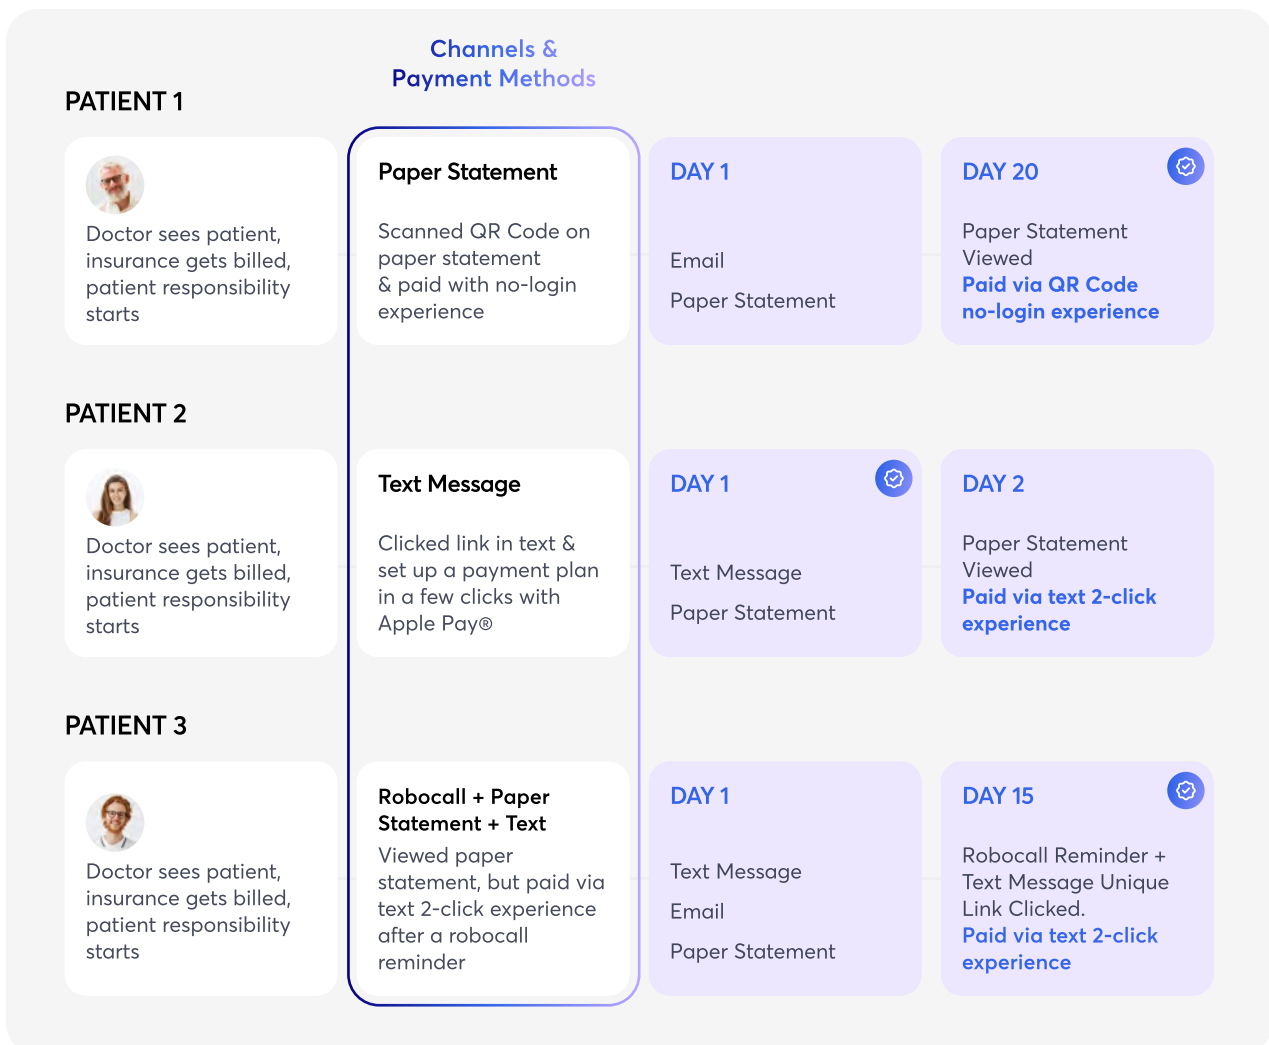 Channels &
Payment Methods
PATIENT 1
Doctor sees patient,
insurance gets billed,
patient responsibility
starts
Paper Statement
Scanned QR Code on
paper statement
& paid with no-login
experience
DAY 1
Email
Paper Statement
DAY 20
Paper Statement
Viewed
Paid via QR Code
no-login experience
PATIENT 2
Doctor sees patient,
insurance gets billed,
patient responsibility
starts
Text Message
Clicked link in text &
set up a payment plan
in a few clicks with
Apple Pay®
DAY 1
Text Message
Paper Statement
DAY 2
Paper Statement
Viewed
Paid via text 2-click
experience
PATIENT 3
Doctor sees patient,
insurance gets billed,
patient responsibility
starts
Robocall + Paper
Statement + Text
Viewed paper
statement, but paid via
text 2-click experience
after a robocall
reminder
DAY 1
Text Message
Email
Paper Statement
DAY 15
Robocall Reminder +
Text Message Unique
Link Clicked.
Paid via text 2-click
experience